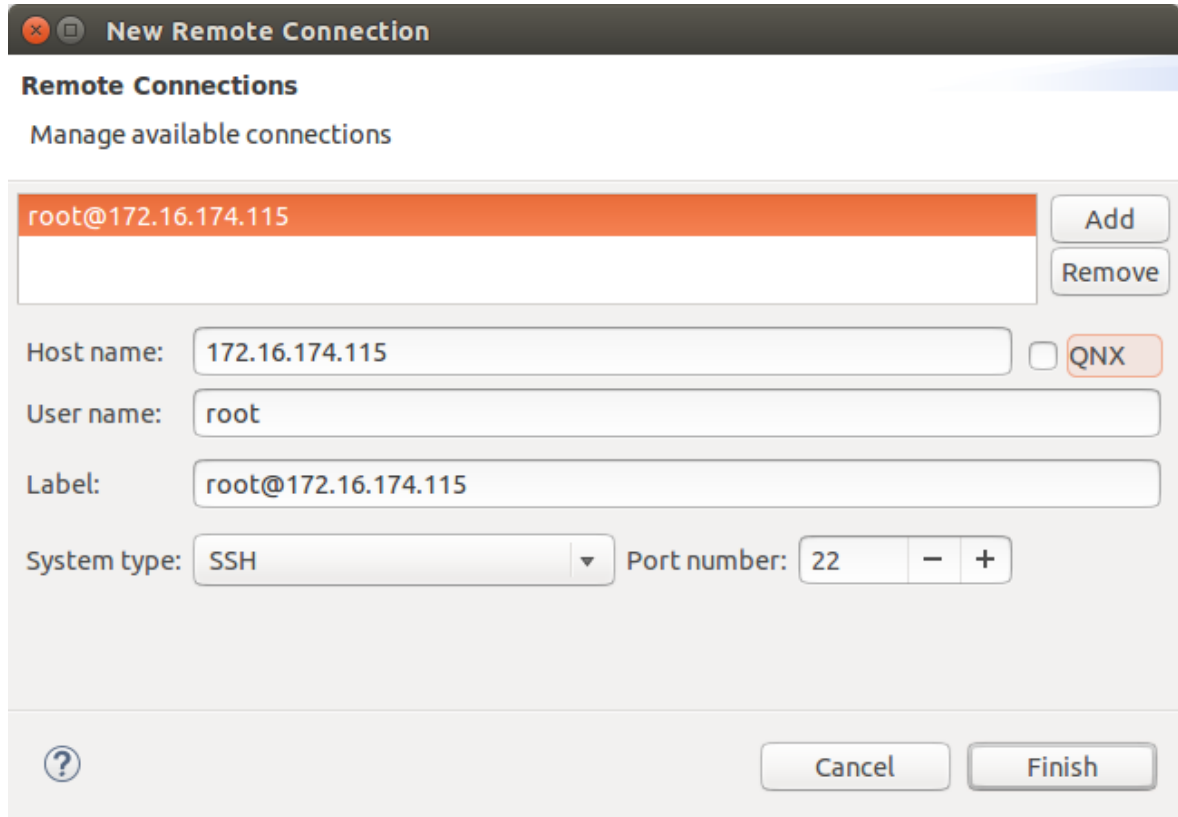 New Remote Connection
Remote Connections
Manage available connections
root@172.16.174.115
Add
Remove
Host name: 172.16.174.115 QNX
User name: root
Label: root@172.16.174.115
System type: SSH Port number: 22 − +
? Cancel Finish